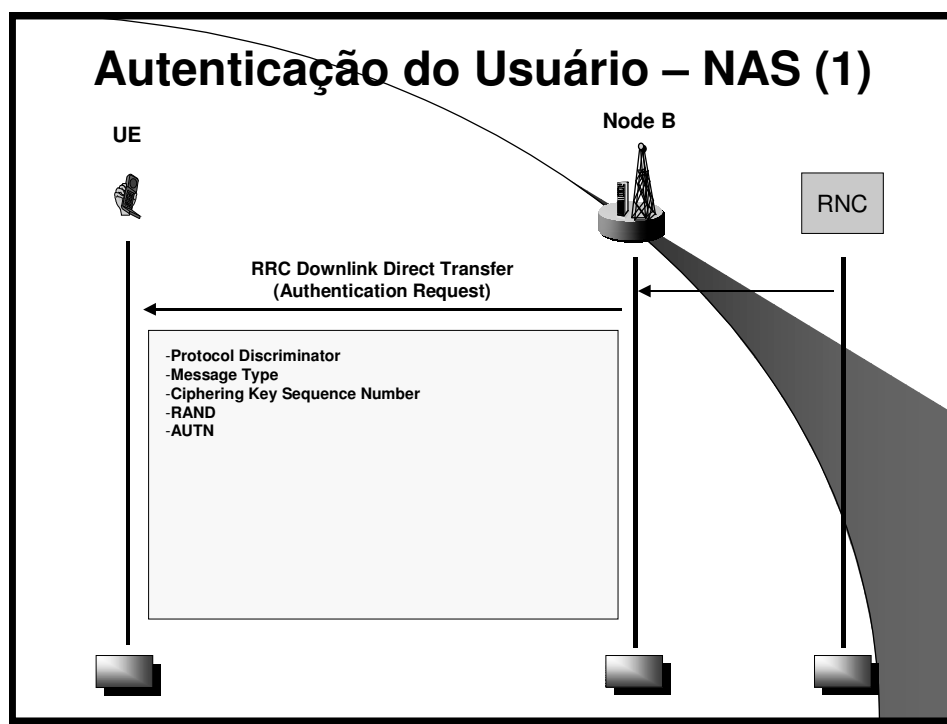 Autenticação do Usuário – NAS (1)
UE
Node B
RNC
RRC Downlink Direct Transfer
(Authentication Request)
-Protocol Discriminator
-Message Type
-Ciphering Key Sequence Number
-RAND
-AUTN